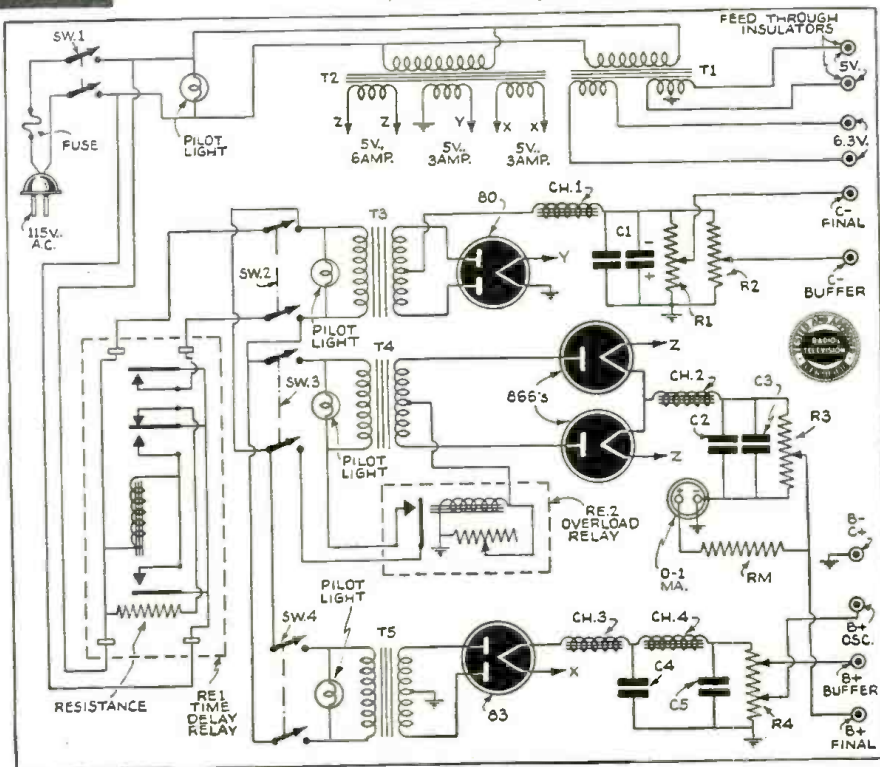 SW.1
FUSE
115V.
A.C.
PILOT
LIGHT
T2
Z
Z
Y
X
X
5V.,
6AMP.
5V.,
3AMP.
5V.,
3AMP.
T1
FEED THROUGH
INSULATORS
5V.
6.3V.
C-
FINAL
C-
BUFFER
SW.2
PILOT
LIGHT
T3
80
Y
CH.1
C1
-
+
R1
R2
SW.3
PILOT
LIGHT
T4
866's
Z
Z
CH.2
C2
C3
R3
RADIO &
TELEVISION
RE.2
OVERLOAD
RELAY
0-1
MA.
RM
B-
C+
B+
OSC.
B+
BUFFER
B+
FINAL
RESISTANCE
RE1
TIME
DELAY
RELAY
SW.4
PILOT
LIGHT
T5
83
X
CH.3
CH.4
C4
C5
R4